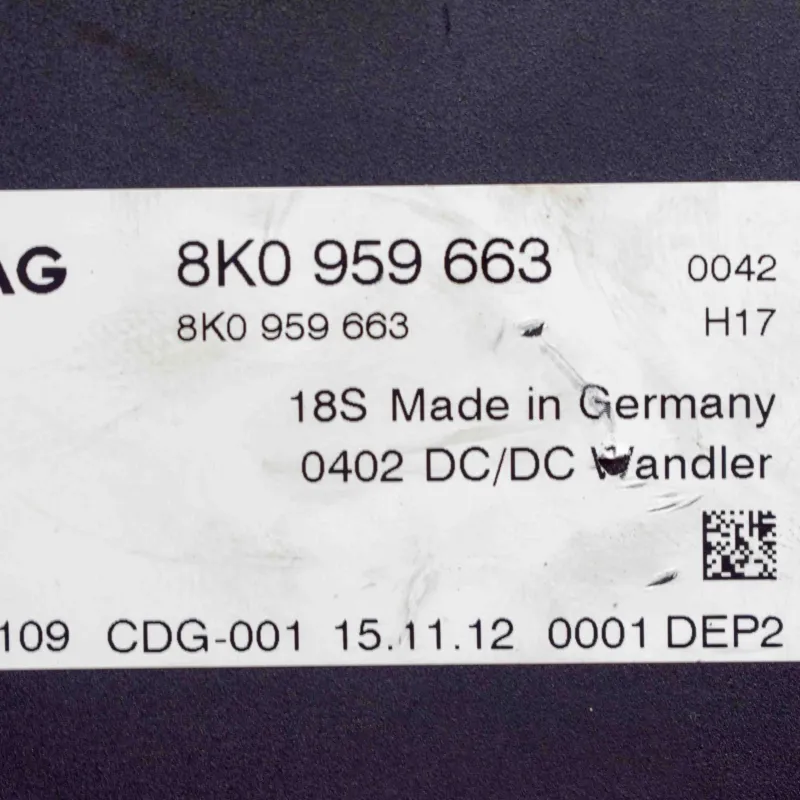 AG 8K0 959 663 0042
8K0 959 663 H17
18S Made in Germany
0402 DC/DC Wandler
109 CDG-001 15.11.12 0001 DEP2